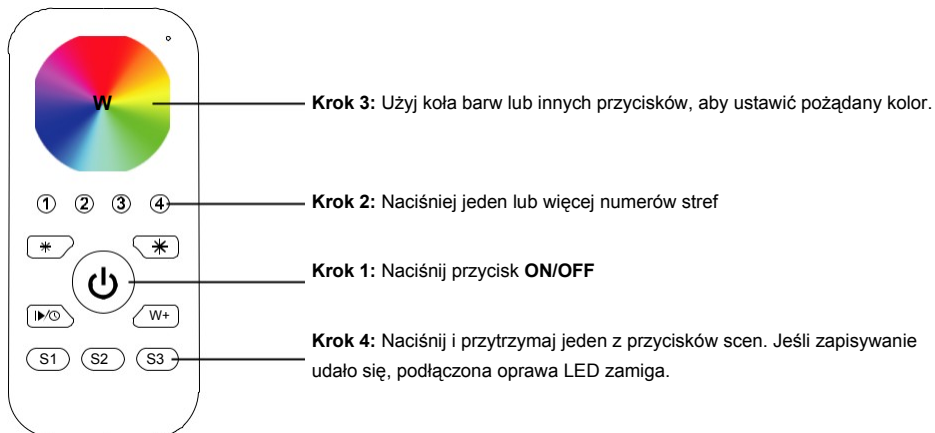 W
Krok 3: Użyj koła barw lub innych przycisków, aby ustawić pożądany kolor.
1 2 3 4
Krok 2: Naciśniej jeden lub więcej numerów stref
Krok 1: Naciśnij przycisk ON/OFF
W+
Krok 4: Naciśnij i przytrzymaj jeden z przycisków scen. Jeśli zapisywanie
udało się, podłączona oprawa LED zamiga.
S1 S2 S3